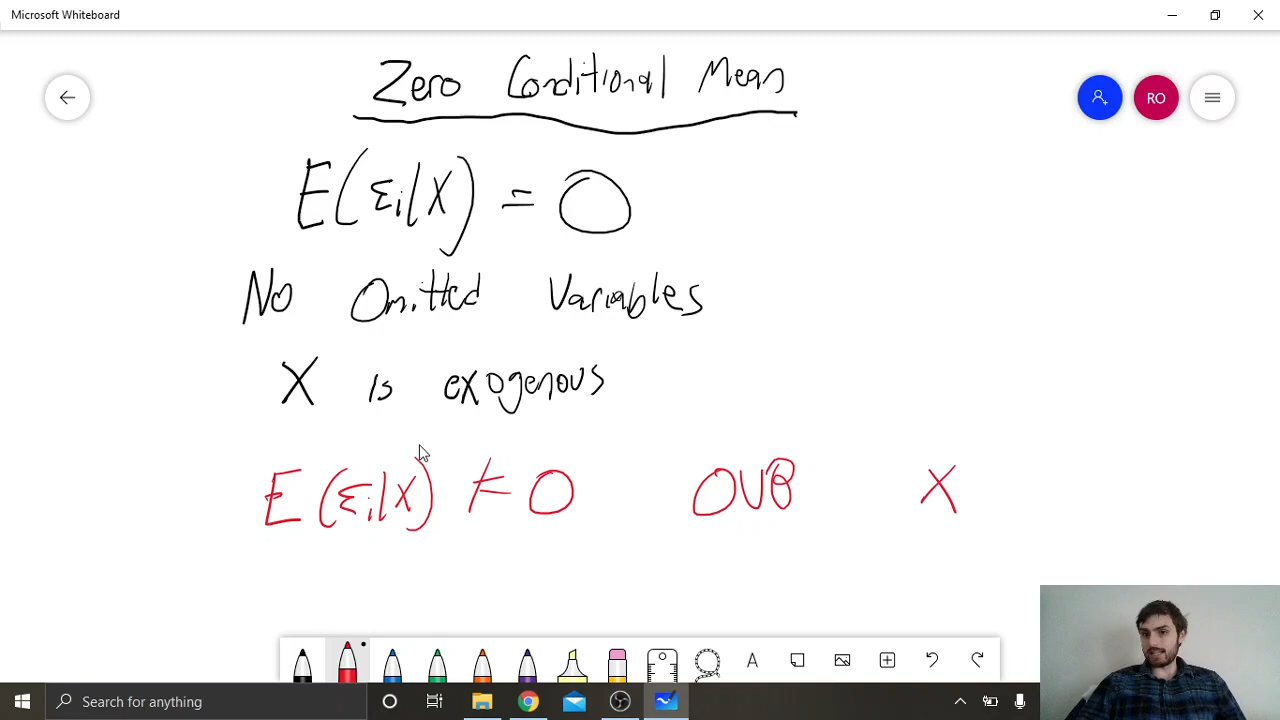 Microsoft Whiteboard
Zero Conditional Mean
RO
E(εi|X) = 0
No Omitted Variables
X is exogenous
E(εi|X) ≠ 0 OVB X
A
Search for anything